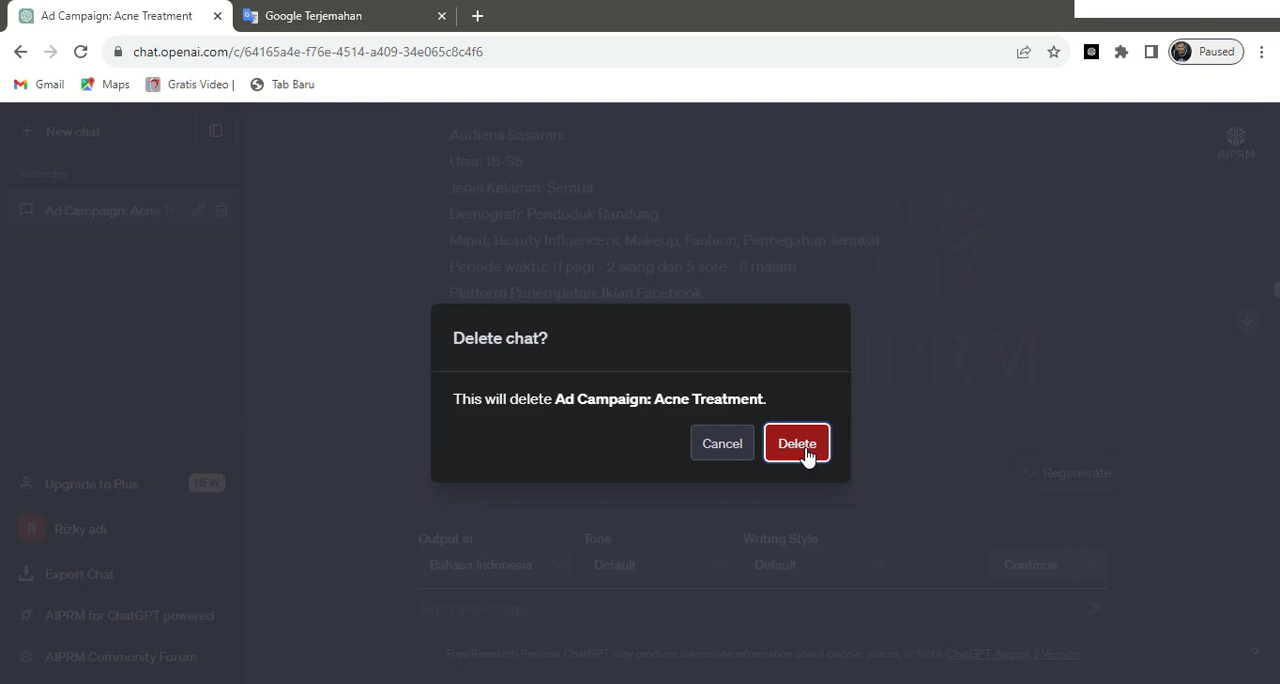 Ad Campaign: Acne Treatment
Google Terjemahan
chat.openai.com/c/64165a4e-f76e-4514-a409-34e065c8c4f6
Paused
Gmail
Maps
Gratis Video |
Tab Baru
New chat
Yesterday
Ad Campaign: Acne T
Audiens Sasaran:
Usia: 18-35
Jenis Kelamin: Semua
Demografi: Penduduk Bandung
Minat: Beauty Influencers, Makeup, Fashion, Pencegahan Jerawat
Periode waktu: 11 pagi - 2 siang dan 5 sore - 8 malam
Platform Penempatan: Iklan Facebook
AIPRM
AIPRM
Delete chat?
This will delete Ad Campaign: Acne Treatment.
Cancel
Delete
Regenerate
Upgrade to Plus
NEW
R
Rizky adi
Export Chat
AIPRM for ChatGPT powered
AIPRM Community Forum
Output in
Tone
Writing Style
Bahasa Indonesia
Default
Default
Continue
Send a message
Free Research Preview. ChatGPT may produce inaccurate information about people, places, or facts. ChatGPT August 3 Version
?